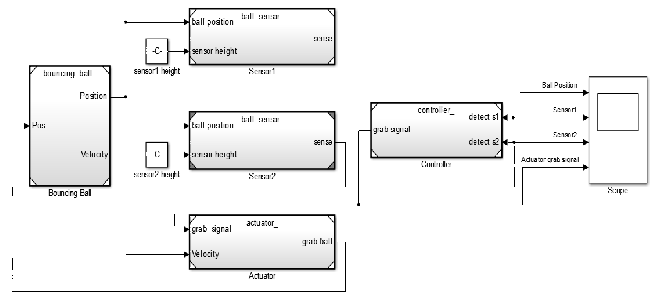 ball_sensor
ball position
sense
sensor height
-C-
sensor1 height
Sensor1
bouncing_ball
Position
Pos
Velocity
Bouncing Ball
ball_sensor
ball position
sense
sensor height
C
sensor2 height
Sensor2
controller_
detect s1
grab signal
detect s2
Controller
Ball Position
Sensor1
Sensor2
Actuator grab signal
Scope
actuator_
grab signal
grab ball
Velocity
Actuator